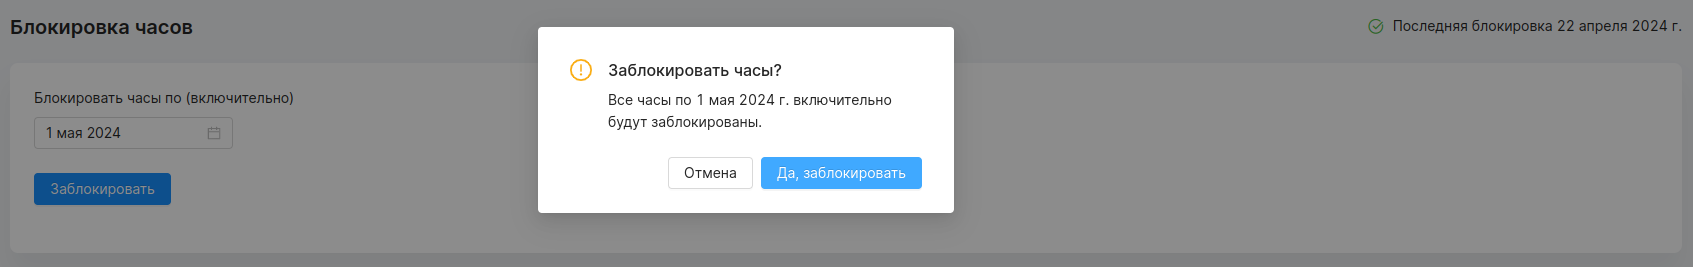 Блокировка часов
Последняя блокировка 22 апреля 2024 г.
Блокировать часы по (включительно)
1 мая 2024
Заблокировать
Заблокировать часы?
Все часы по 1 мая 2024 г. включительно
будут заблокированы.
Отмена
Да, заблокировать